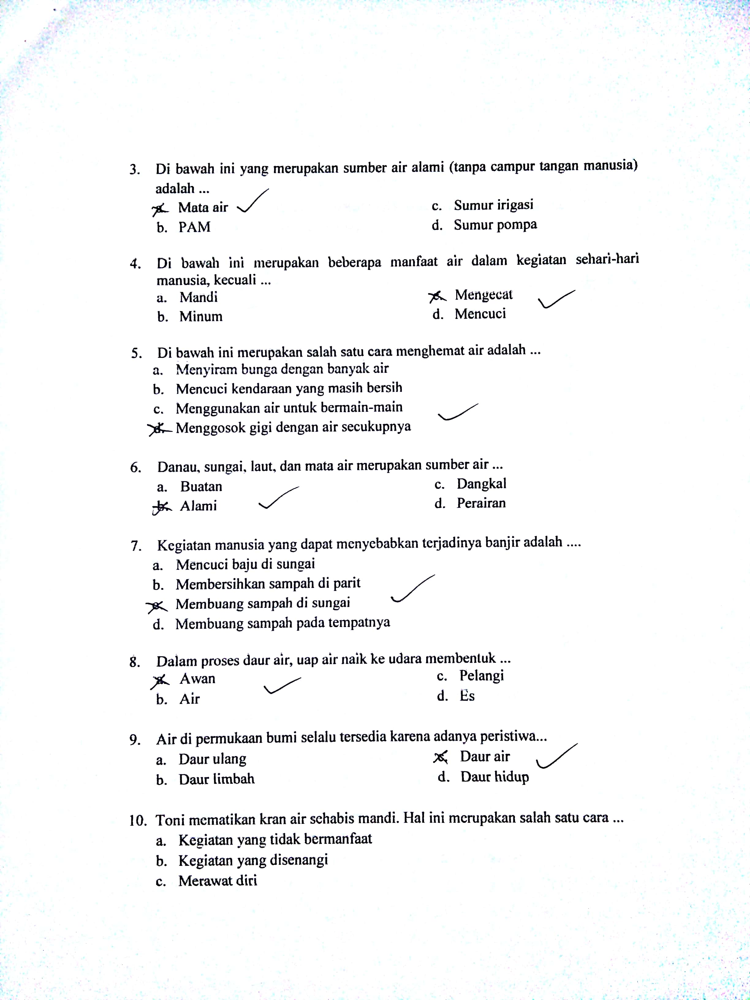 3. Di bawah ini yang merupakan sumber air alami (tanpa campur tangan manusia)
adalah ...
a. Mata air
c. Sumur irigasi
b. PAM
d. Sumur pompa
4. Di bawah ini merupakan beberapa manfaat air dalam kegiatan sehari-hari
manusia, kecuali ...
a. Mandi
c. Mengecat
b. Minum
d. Mencuci
5. Di bawah ini merupakan salah satu cara menghemat air adalah ...
a. Menyiram bunga dengan banyak air
b. Mencuci kendaraan yang masih bersih
c. Menggunakan air untuk bermain-main
d. Menggosok gigi dengan air secukupnya
6. Danau, sungai, laut, dan mata air merupakan sumber air ...
a. Buatan
c. Dangkal
b. Alami
d. Perairan
7. Kegiatan manusia yang dapat menyebabkan terjadinya banjir adalah ....
a. Mencuci baju di sungai
b. Membersihkan sampah di parit
c. Membuang sampah di sungai
d. Membuang sampah pada tempatnya
8. Dalam proses daur air, uap air naik ke udara membentuk ...
a. Awan
c. Pelangi
b. Air
d. Es
9. Air di permukaan bumi selalu tersedia karena adanya peristiwa...
a. Daur ulang
c. Daur air
b. Daur limbah
d. Daur hidup
10. Toni mematikan kran air sehabis mandi. Hal ini merupakan salah satu cara ...
a. Kegiatan yang tidak bermanfaat
b. Kegiatan yang disenangi
c. Merawat diri